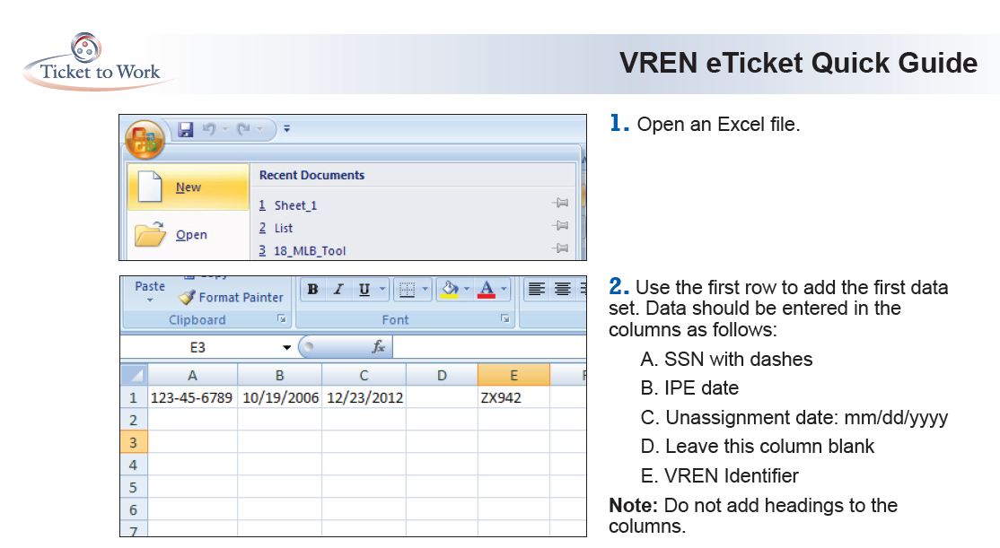 Ticket to Work
VREN eTicket Quick Guide
New
Open
Recent Documents
1 Sheet_1
2 List
3 18_MLB_Tool
1. Open an Excel file.
Paste
Format Painter
Clipboard
B I U
A
Font
E3
fx
A B C D E
1 123-45-6789 10/19/2006 12/23/2012 ZX942
2
3
4
5
6
7
2. Use the first row to add the first data
set. Data should be entered in the
columns as follows:
A. SSN with dashes
B. IPE date
C. Unassignment date: mm/dd/yyyy
D. Leave this column blank
E. VREN Identifier
Note: Do not add headings to the
columns.